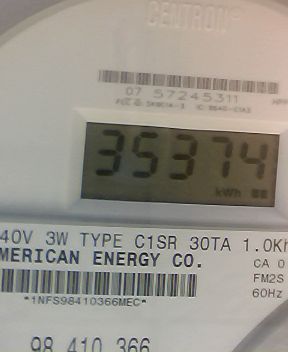 CENTRON®
07 57245311
35374
kWh
40V 3W TYPE C1SR 30TA 1.0Kh
MERICAN ENERGY CO.
CA 0
FM2S
*1NFS98410366MEC*
60Hz
98 410 366